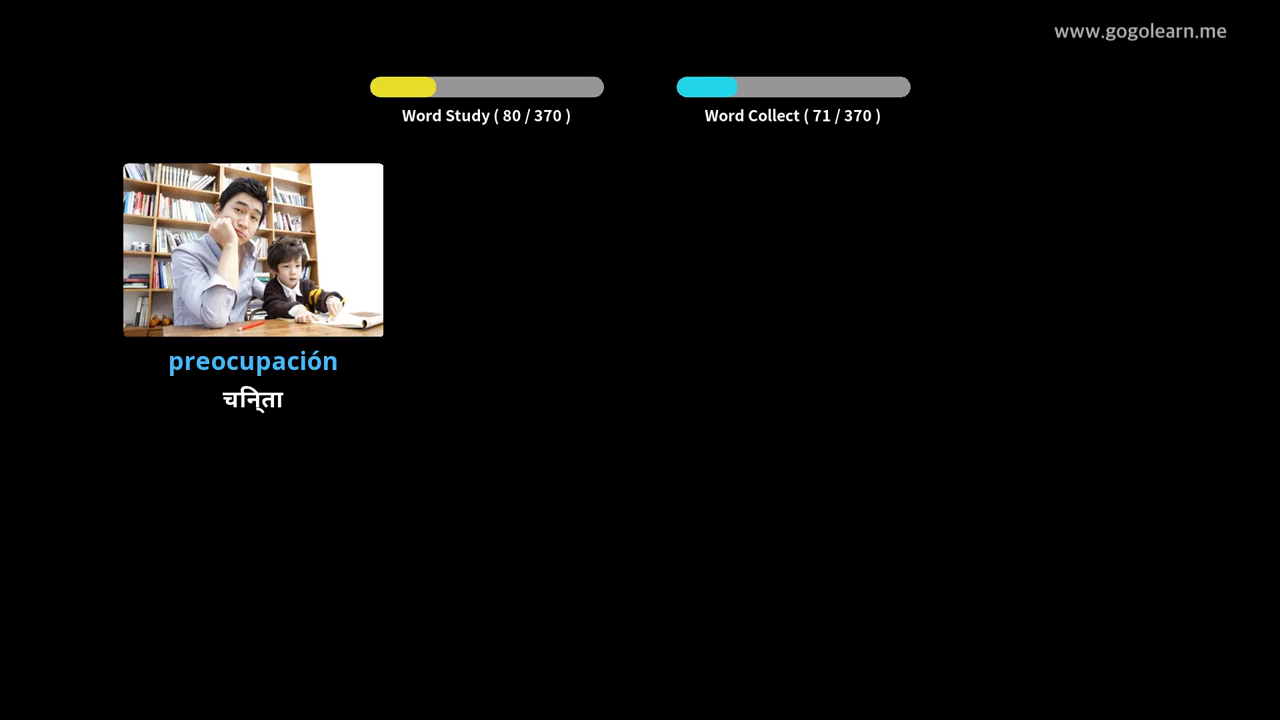 www.gogolearn.me
Word Study ( 80 / 370 )
Word Collect ( 71 / 370 )
preocupación
चिन्ता